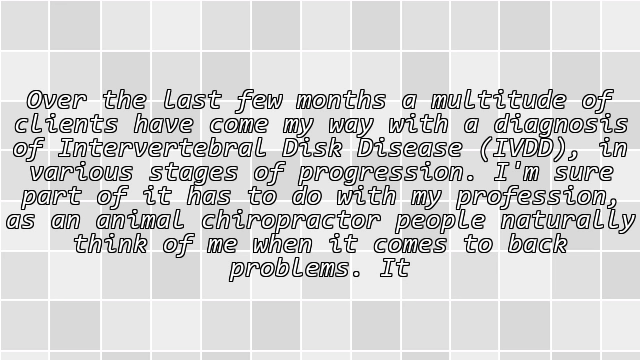 Over the last few months a multitude of
clients have come my way with a diagnosis
of Intervertebral Disk Disease (IVDD), in
various stages of progression. I'm sure
part of it has to do with my profession,
as an animal chiropractor people naturally
think of me when it comes to back
problems. It